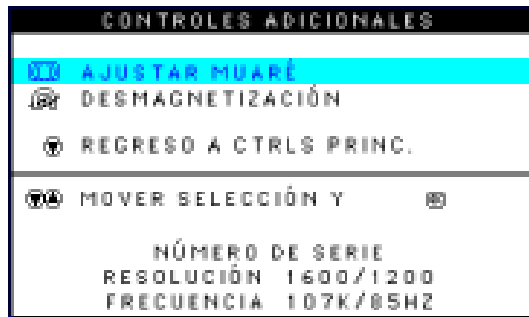 CONTROLES ADICIONALES
AJUSTAR MUARÉ
DESMAGNETIZACIÓN
REGRESO A CTRLS PRINC.
MOVER SELECCIÓN Y
NÚMERO DE SERIE
RESOLUCIÓN 1600/1200
FRECUENCIA 107K/85HZ